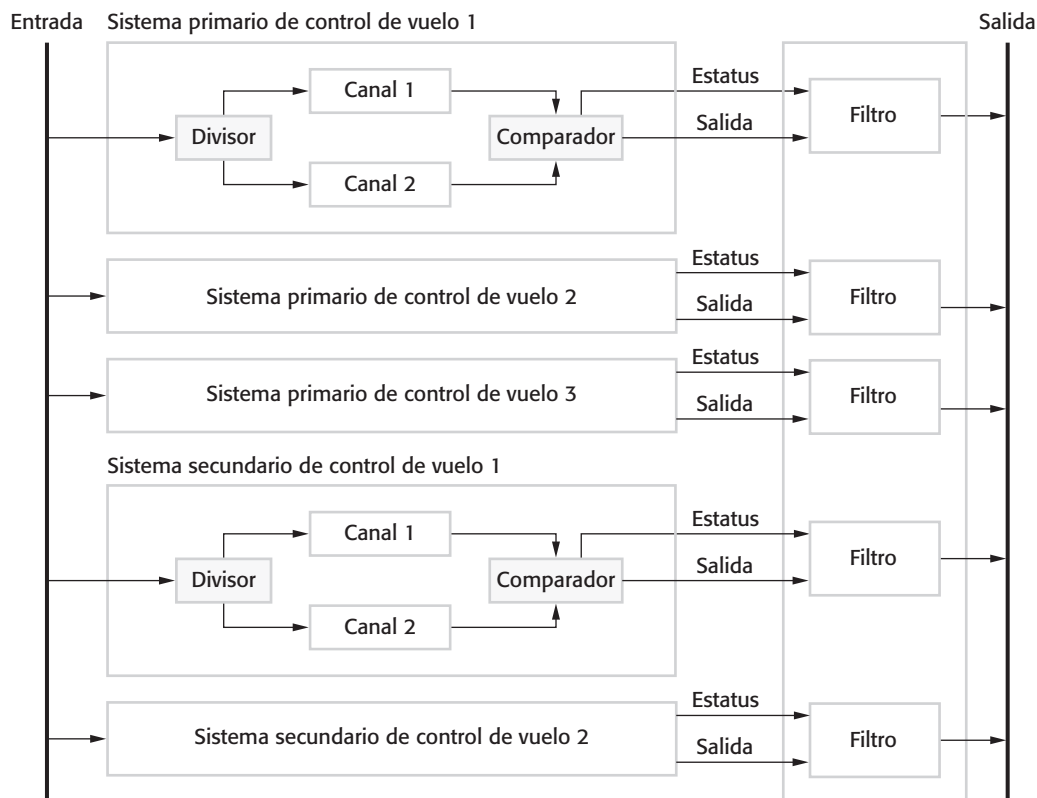 Entrada
Sistema primario de control de vuelo 1
Salida
Canal 1
Divisor
Comparador
Canal 2
Estatus
Salida
Filtro
Sistema primario de control de vuelo 2
Estatus
Salida
Filtro
Sistema primario de control de vuelo 3
Estatus
Salida
Filtro
Sistema secundario de control de vuelo 1
Canal 1
Divisor
Comparador
Canal 2
Estatus
Salida
Filtro
Sistema secundario de control de vuelo 2
Estatus
Salida
Filtro